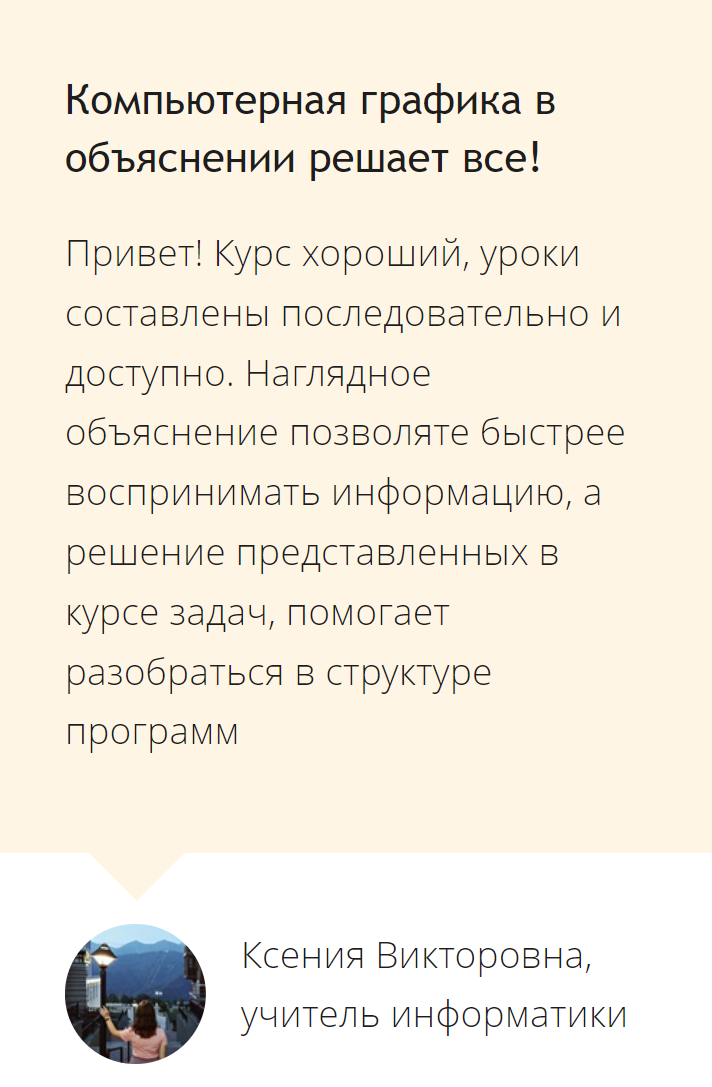 Компьютерная графика в
объяснении решает все!
Привет! Курс хороший, уроки
составлены последовательно и
доступно. Наглядное
объяснение позволяте быстрее
воспринимать информацию, а
решение представленных в
курсе задач, помогает
разобраться в структуре
программ
Ксения Викторовна,
учитель информатики